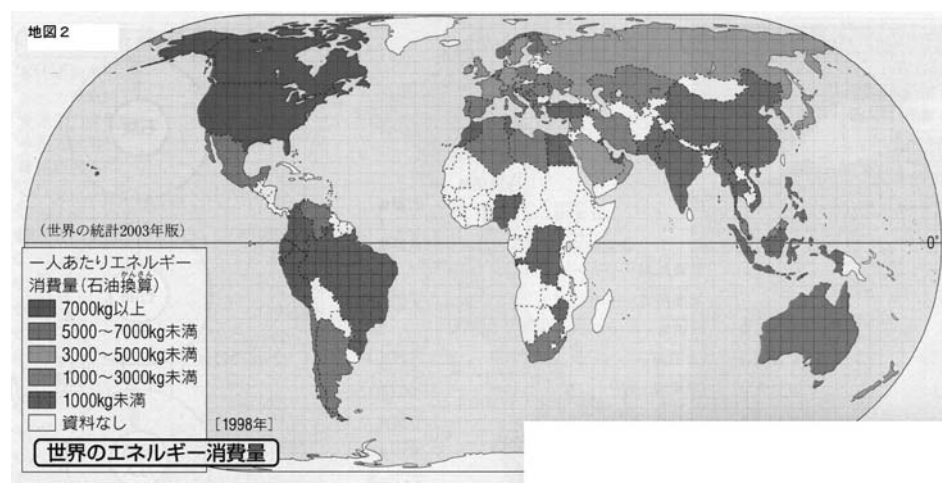 地図2
(世界の統計2003年版)
0°
一人あたりエネルギー
消費量(石油換算)
かんさん
7000kg以上
5000～7000kg未満
3000～5000kg未満
1000～3000kg未満
1000kg未満
資料なし
[1998年]
世界のエネルギー消費量